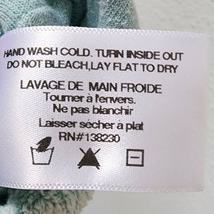 HAND WASH COLD. TURN INSIDE OUT
DO NOT BLEACH,LAY FLAT TO DRY
LAVAGE DE MAIN FROIDE
Tourner à l'envers.
Ne pas blanchir
Laisser sécher à plat
RN#138230